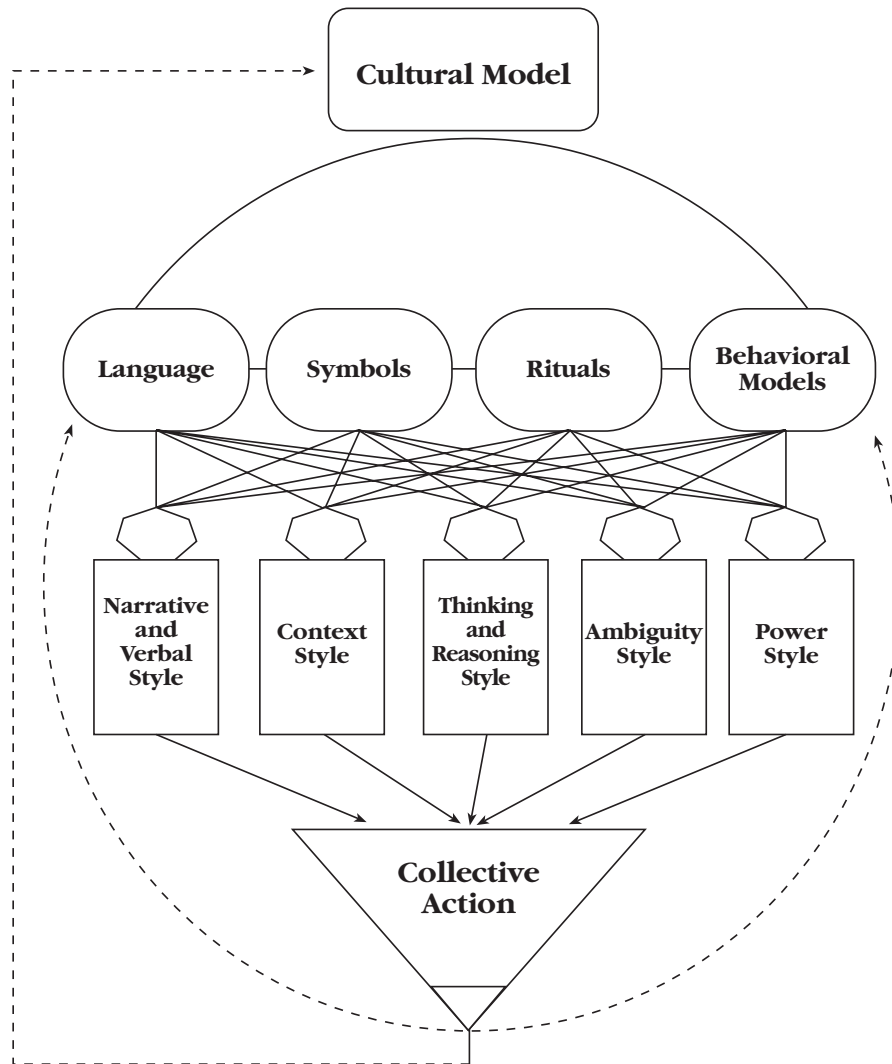 Cultural Model
Language
Symbols
Rituals
Behavioral
Models
Narrative
and
Verbal
Style
Context
Style
Thinking
and
Reasoning
Style
Ambiguity
Style
Power
Style
Collective
Action